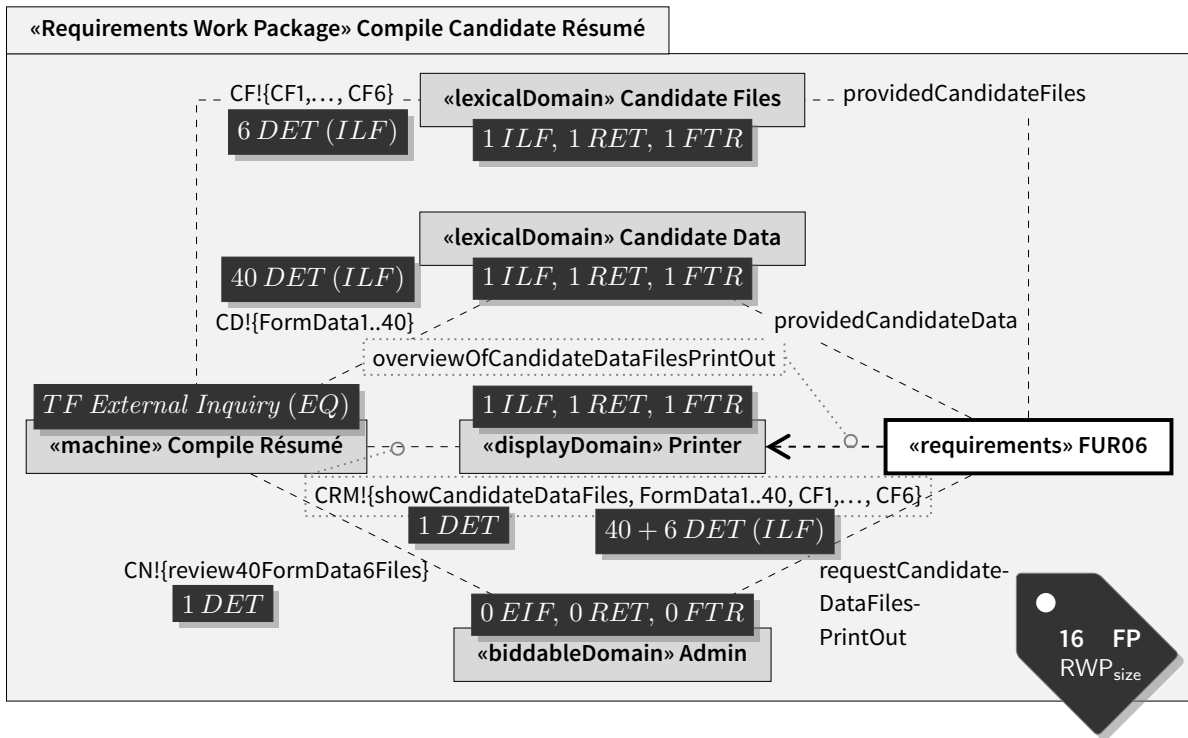 «Requirements Work Package» Compile Candidate Résumé
CF!{CF1,..., CF6}
6 DET (ILF)
«lexicalDomain» Candidate Files
1 ILF, 1 RET, 1 FTR
providedCandidateFiles
«lexicalDomain» Candidate Data
1 ILF, 1 RET, 1 FTR
40 DET (ILF)
CD!{FormData1..40}
providedCandidateData
overviewOfCandidateDataFilesPrintOut
TF External Inquiry (EQ)
«machine» Compile Résumé
1 ILF, 1 RET, 1 FTR
«displayDomain» Printer
«requirements» FUR06
CRM!{showCandidateDataFiles, FormData1..40, CF1,..., CF6}
1 DET
40 + 6 DET (ILF)
CN!{review40FormData6Files}
1 DET
0 EIF, 0 RET, 0 FTR
«biddableDomain» Admin
requestCandidate-
DataFiles-
PrintOut
16 FP
RWPsize